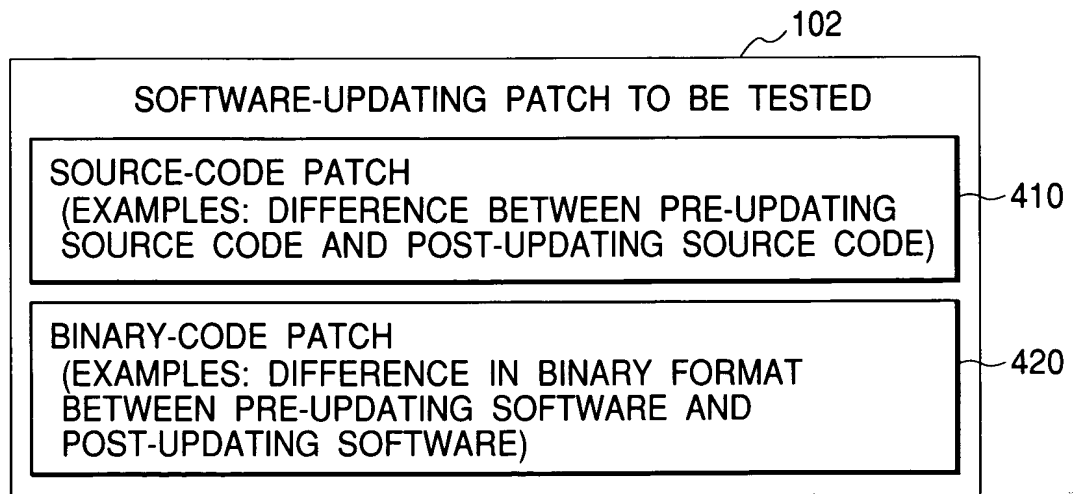 102
SOFTWARE-UPDATING PATCH TO BE TESTED
SOURCE-CODE PATCH
(EXAMPLES: DIFFERENCE BETWEEN PRE-UPDATING
SOURCE CODE AND POST-UPDATING SOURCE CODE)
410
BINARY-CODE PATCH
(EXAMPLES: DIFFERENCE IN BINARY FORMAT
BETWEEN PRE-UPDATING SOFTWARE AND
POST-UPDATING SOFTWARE)
420